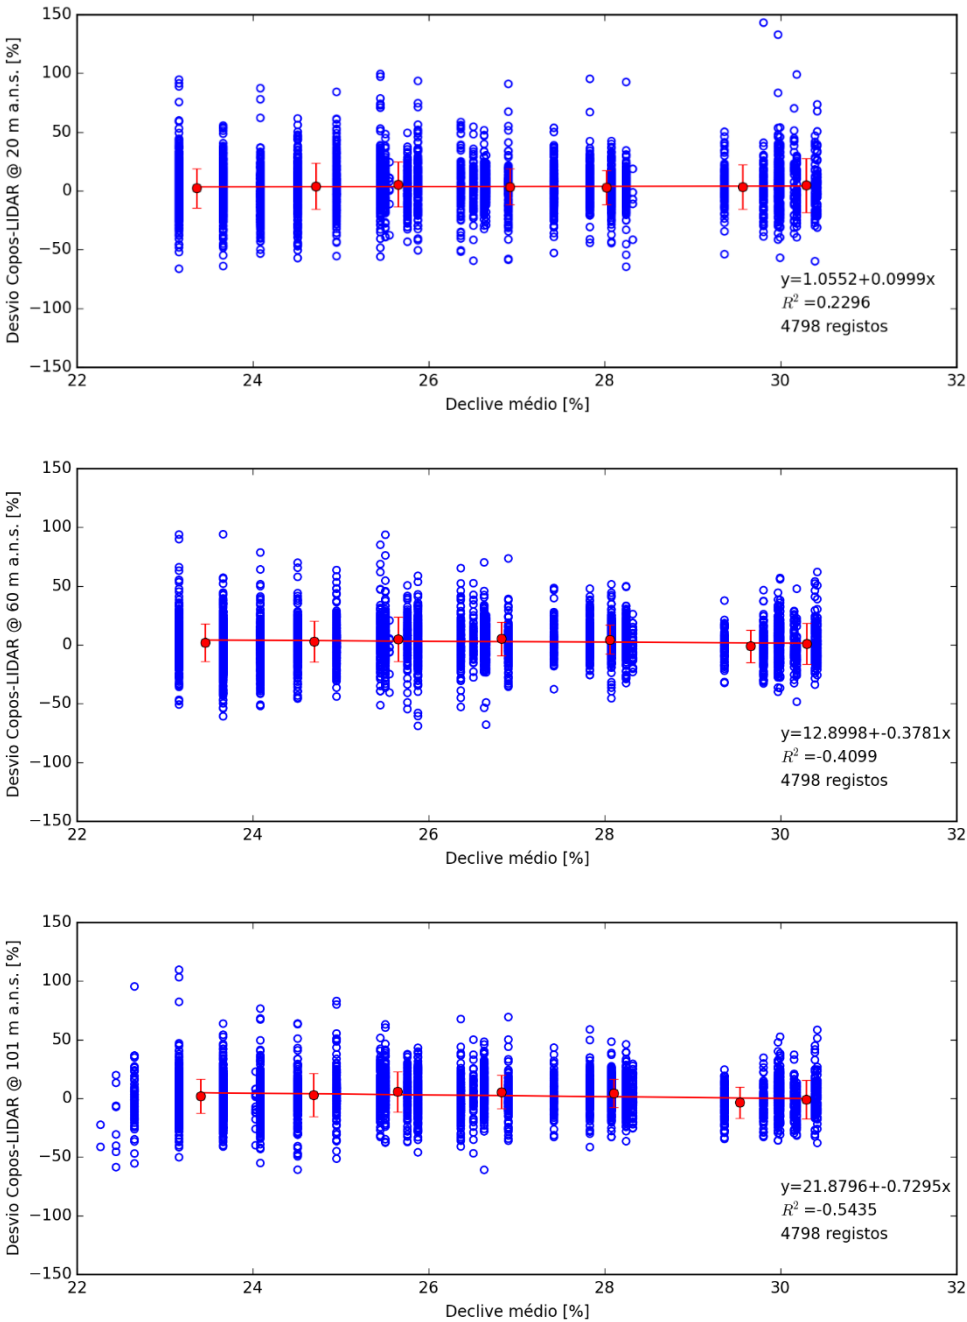 150
100
50
0
−50
−100
−150
Desvio Copos-LIDAR @ 20 m a.n.s. [%]
y=1.0552+0.0999x
R² =0.2296
4798 registos
22 24 26 28 30 32
Declive médio [%]
150
100
50
0
−50
−100
−150
Desvio Copos-LIDAR @ 60 m a.n.s. [%]
y=12.8998+-0.3781x
R² =-0.4099
4798 registos
22 24 26 28 30 32
Declive médio [%]
150
100
50
0
−50
−100
−150
Desvio Copos-LIDAR @ 101 m a.n.s. [%]
y=21.8796+-0.7295x
R² =-0.5435
4798 registos
22 24 26 28 30 32
Declive médio [%]